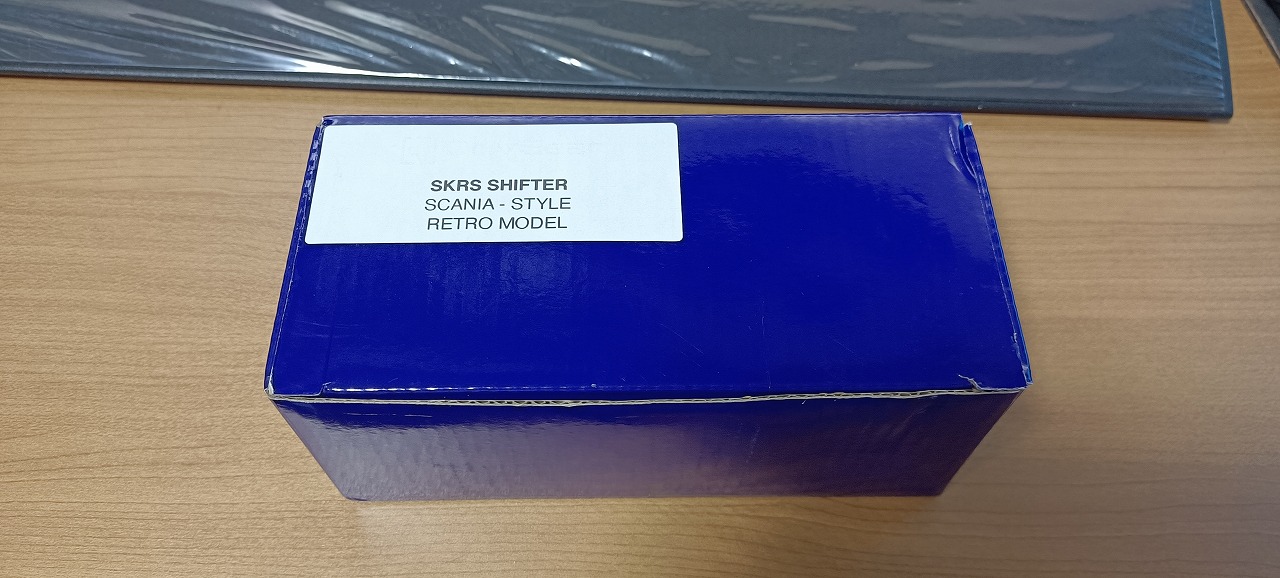 SKRS SHIFTER
SCANIA - STYLE
RETRO MODEL